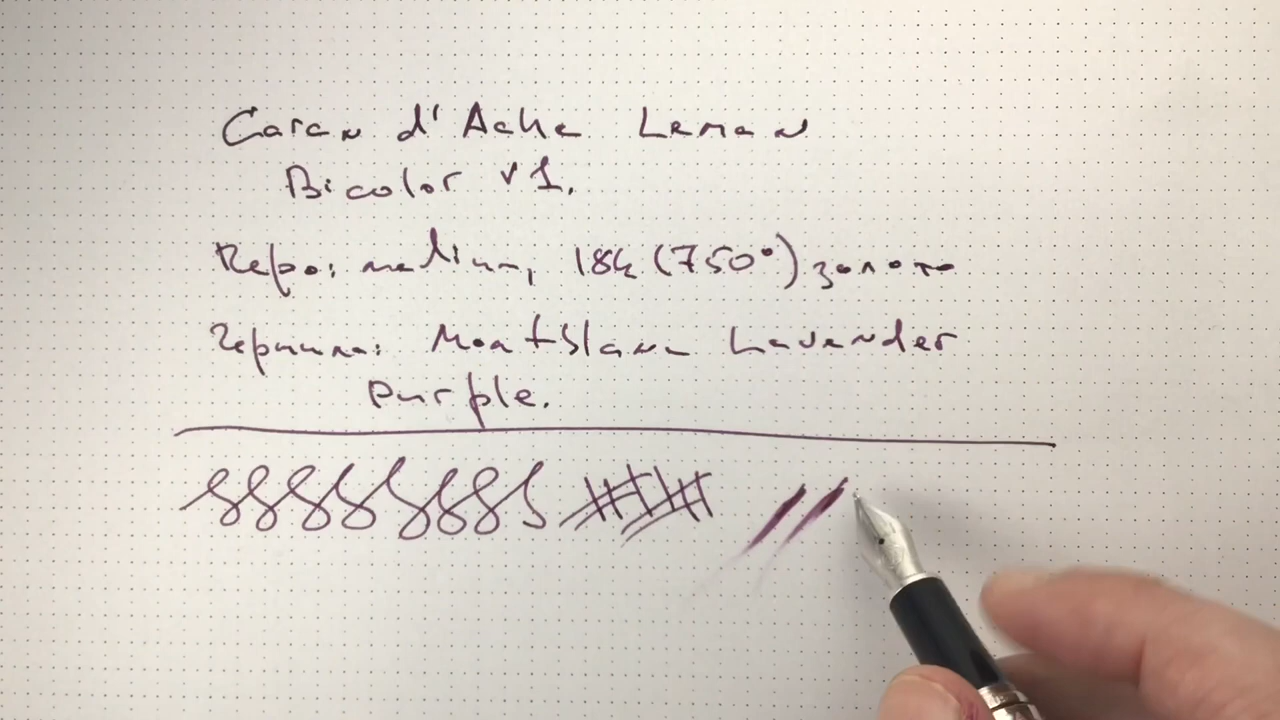 Caran d'Ache Leman
Bicolor v1.
Перо: medium, 18k (750°) золото
Чернила: Montblanc Lavender
purple.